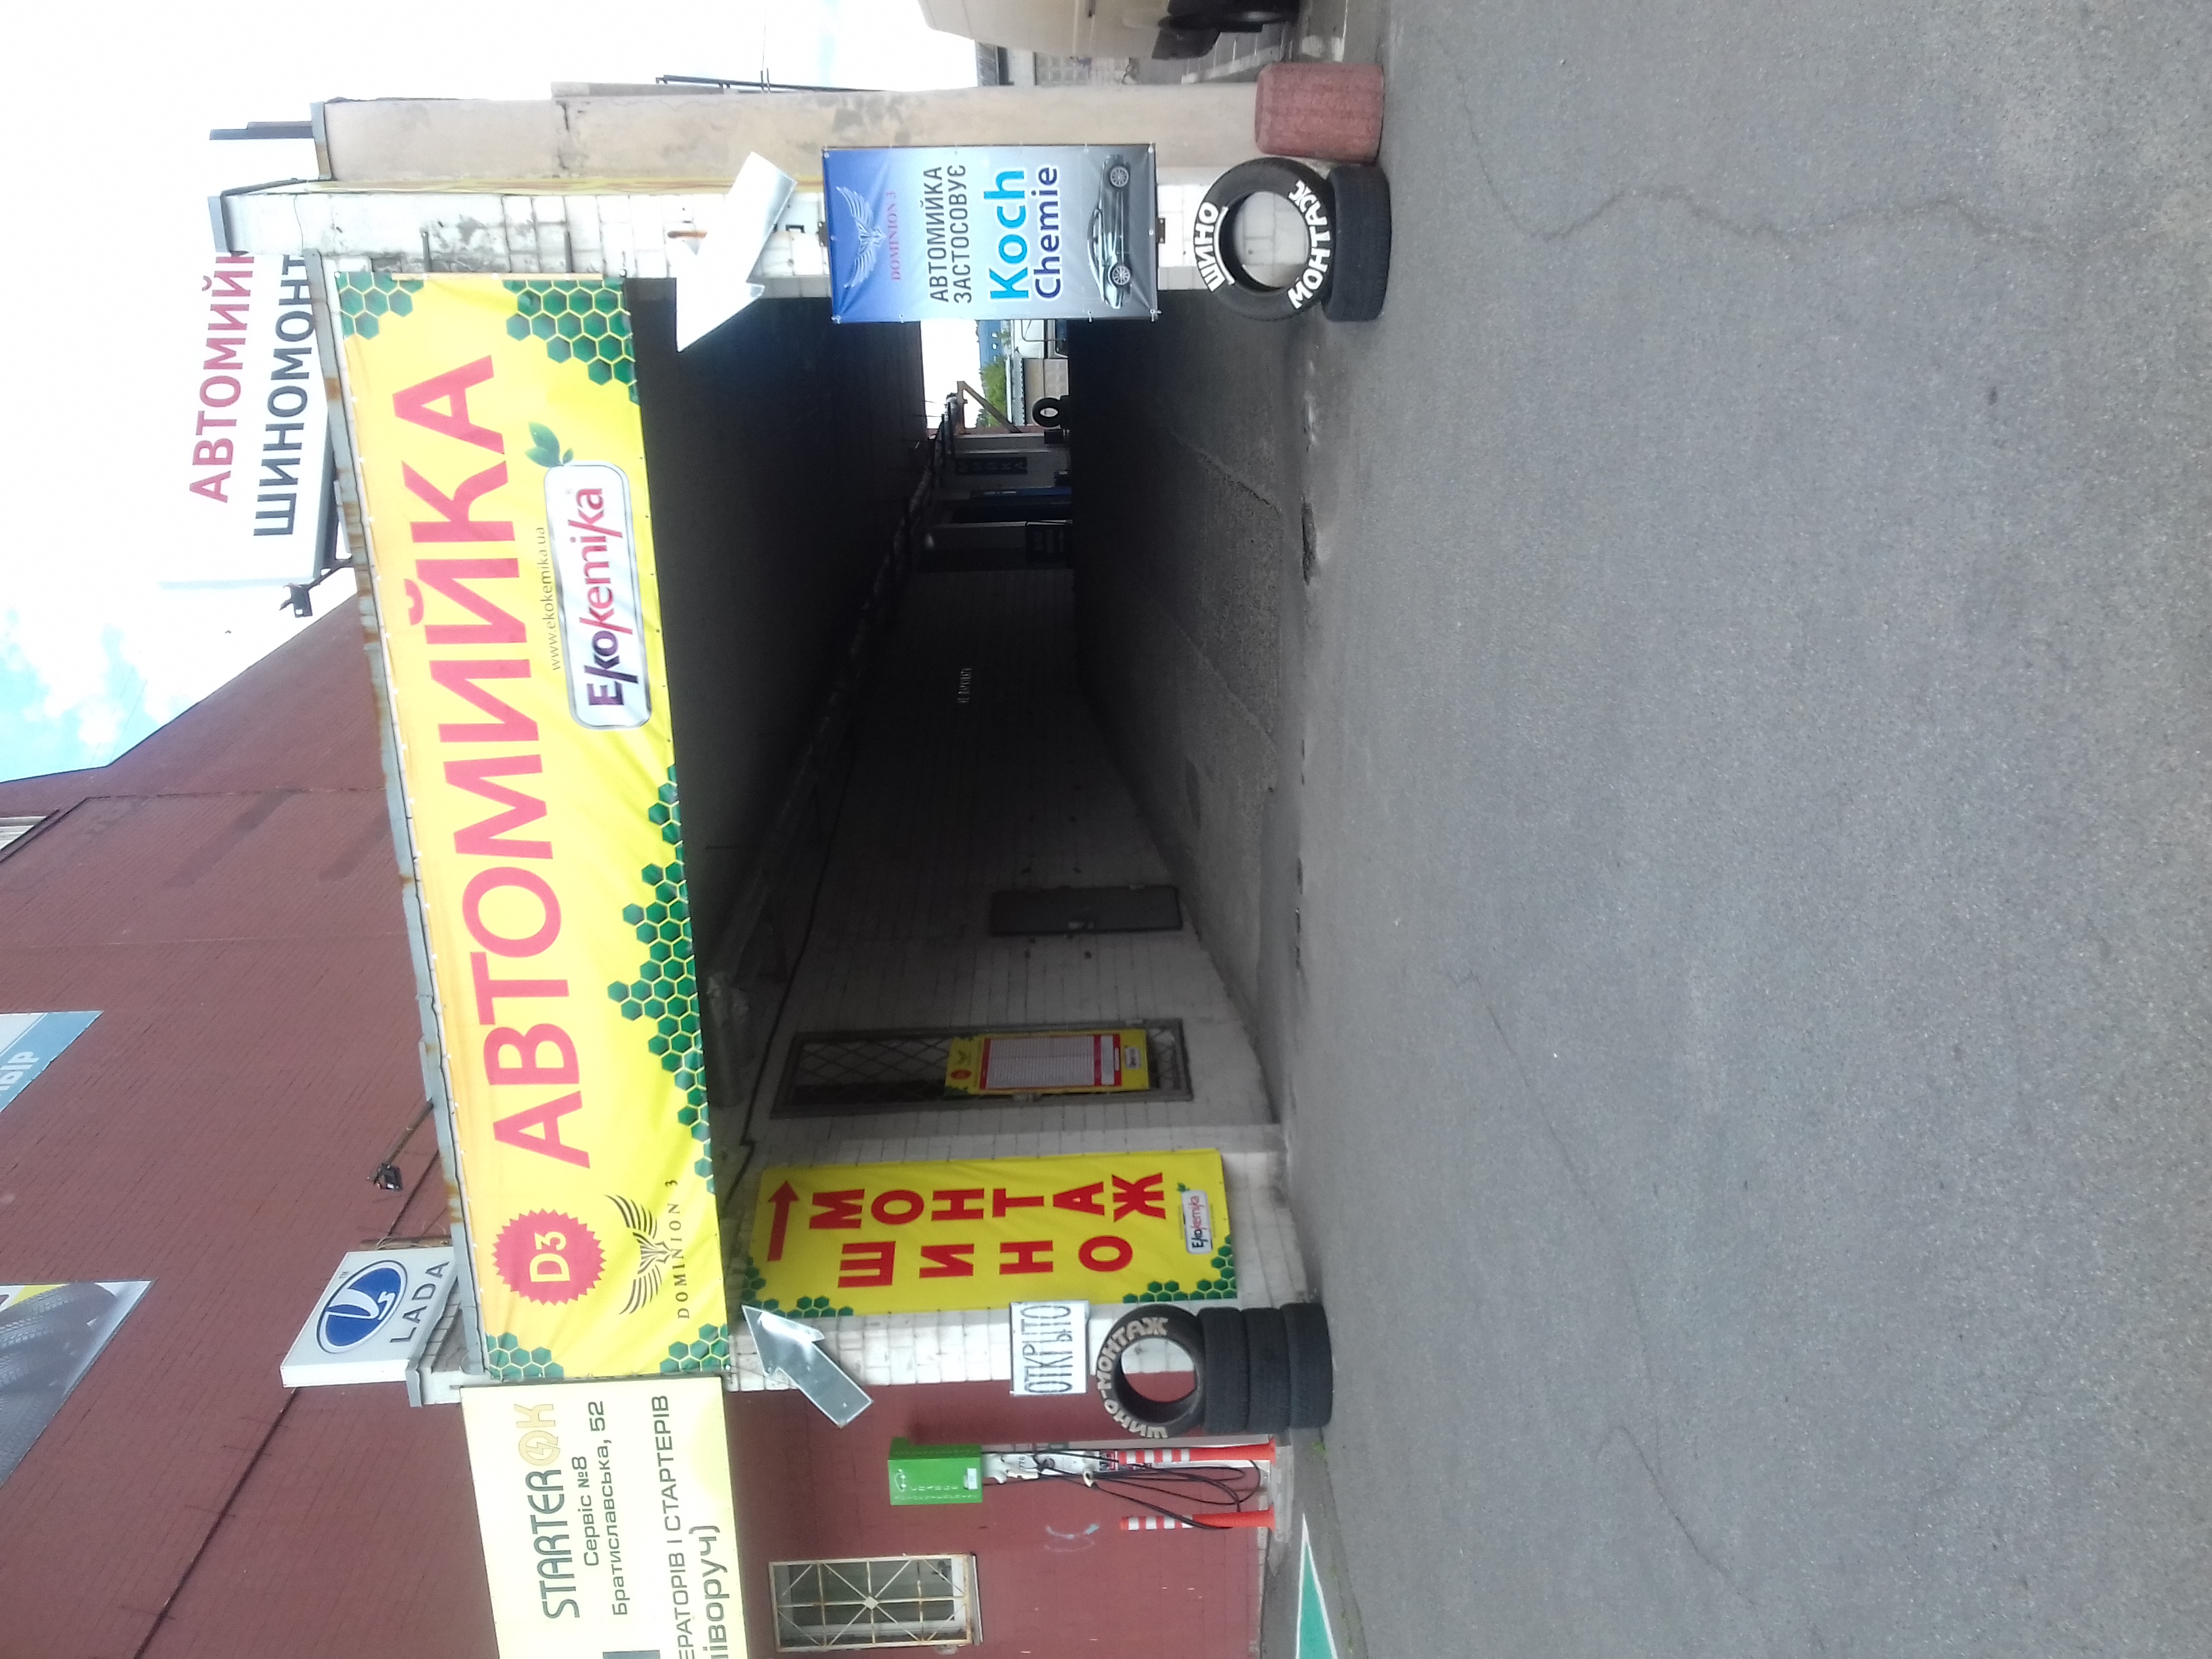 АВТОМИЙК
ШИНОМОНТ
LADA
STARTER OK
Сервіс №8
Братиславська, 52
ЕРАТОРІВ І СТАРТЕРІВ
ліворуч)
D3
DOMINION 3
АВТОМИЙКА
www.ekokemika.ua
Ekokemika
ШИНО
МОНТАЖ
Ekokemika
ОТКРЫТО
ШИНО-МОНТАЖ
DOMINION 3
АВТОМИЙКА
ЗАСТОСОВУЄ
Koch
Chemie
ШИНО
МОНТАЖ